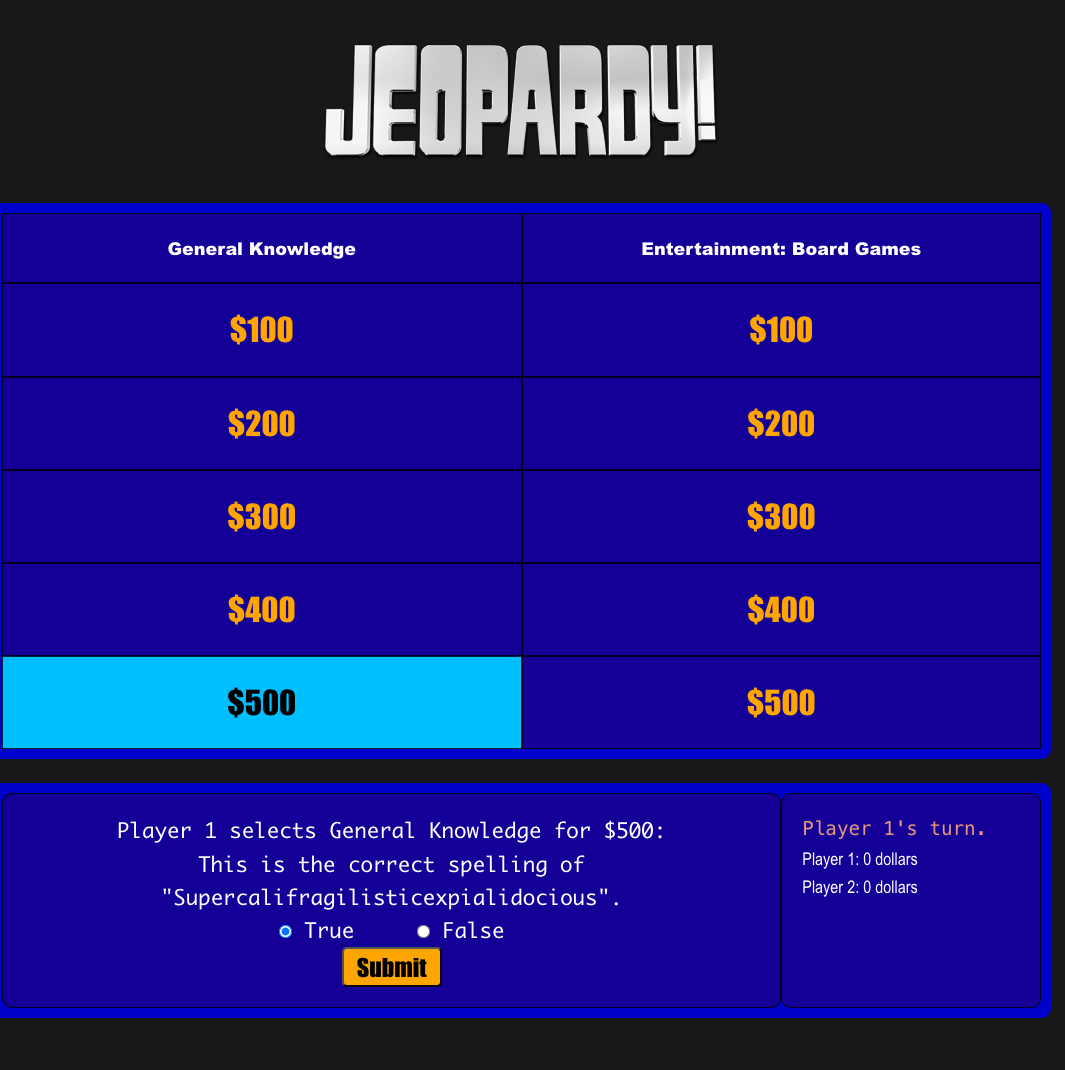 JEOPARDY!
General Knowledge Entertainment: Board Games
$100 $100
$200 $200
$300 $300
$400 $400
$500 $500
Player 1 selects General Knowledge for $500:
This is the correct spelling of
"Supercalifragilisticexpialidocious".
True False
Submit
Player 1's turn.
Player 1: 0 dollars
Player 2: 0 dollars